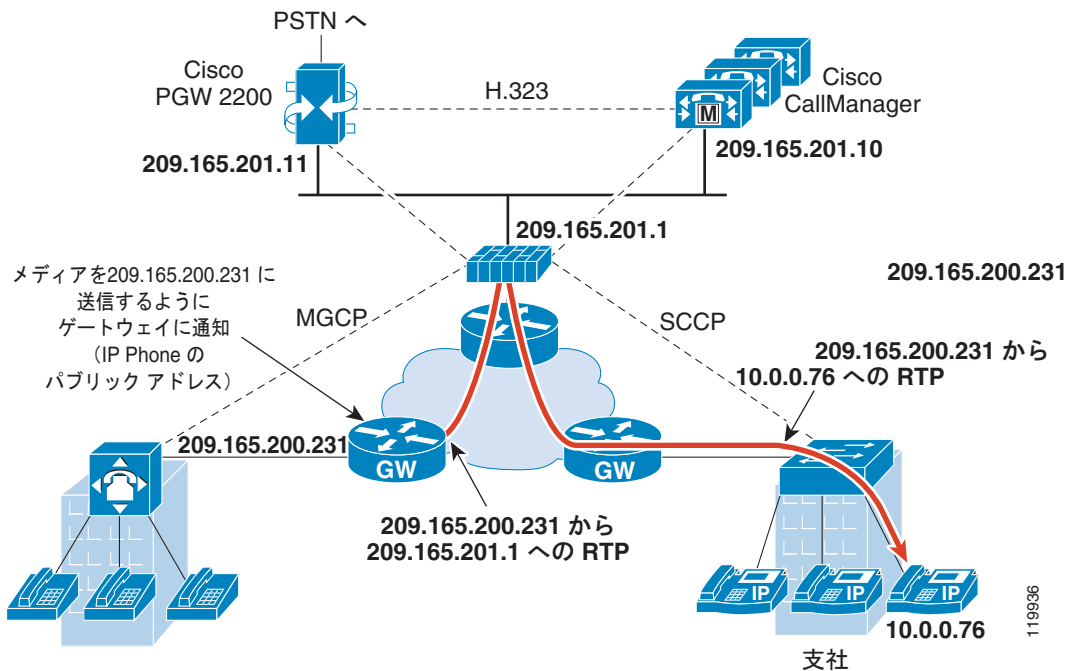 PSTN へ
Cisco
PGW 2200
H.323
Cisco
CallManager
M
209.165.201.11
209.165.201.10
209.165.201.1
メディアを209.165.200.231 に
送信するように
ゲートウェイに通知
(IP Phone の
パブリック アドレス)
MGCP
SCCP
209.165.200.231
209.165.200.231 から
10.0.0.76 への RTP
209.165.200.231
GW
GW
209.165.200.231 から
209.165.201.1 への RTP
IP
IP
IP
10.0.0.76
支社
119936